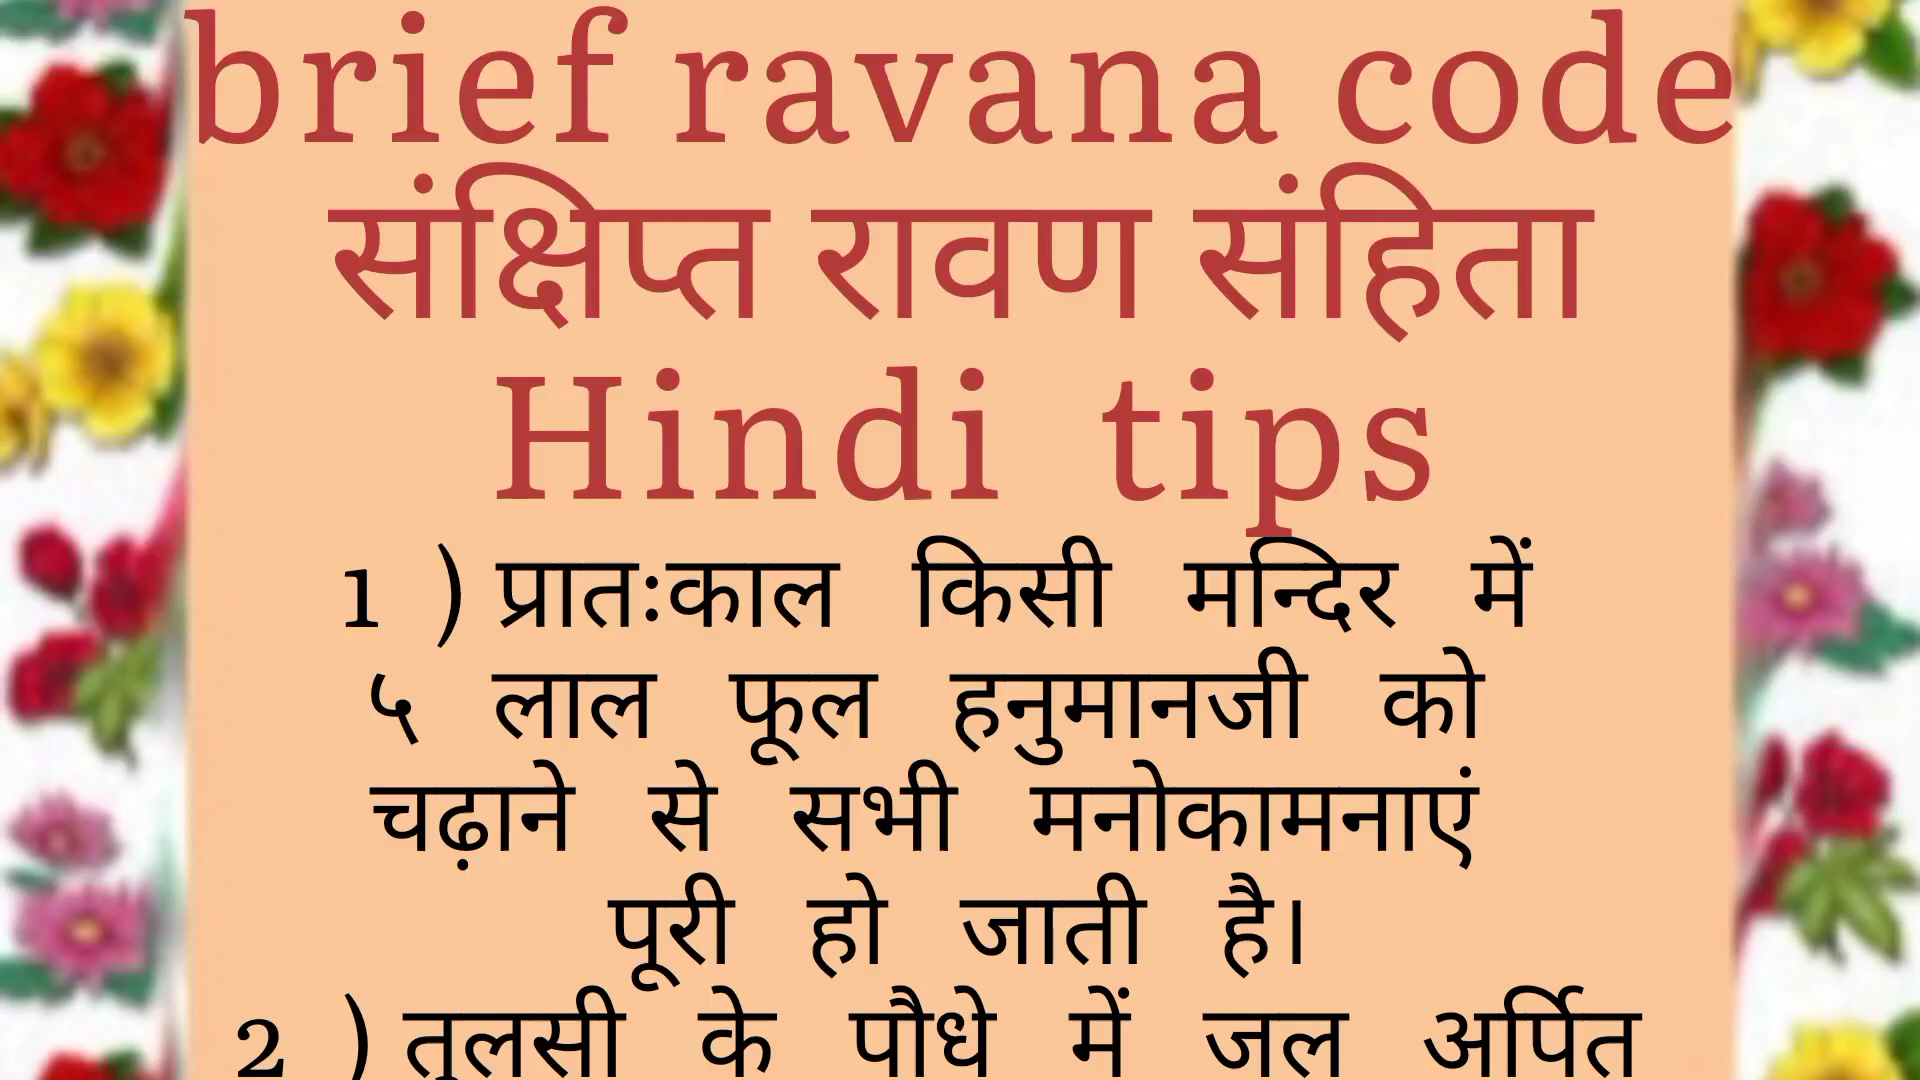 brief ravana code
संक्षिप्त रावण संहिता
Hindi tips
1 ) प्रातःकाल किसी मन्दिर में
५ लाल फूल हनुमानजी को
चढ़ाने से सभी मनोकामनाएं
पूरी हो जाती है।
2 ) तुलसी के पौधे में जल अर्पित